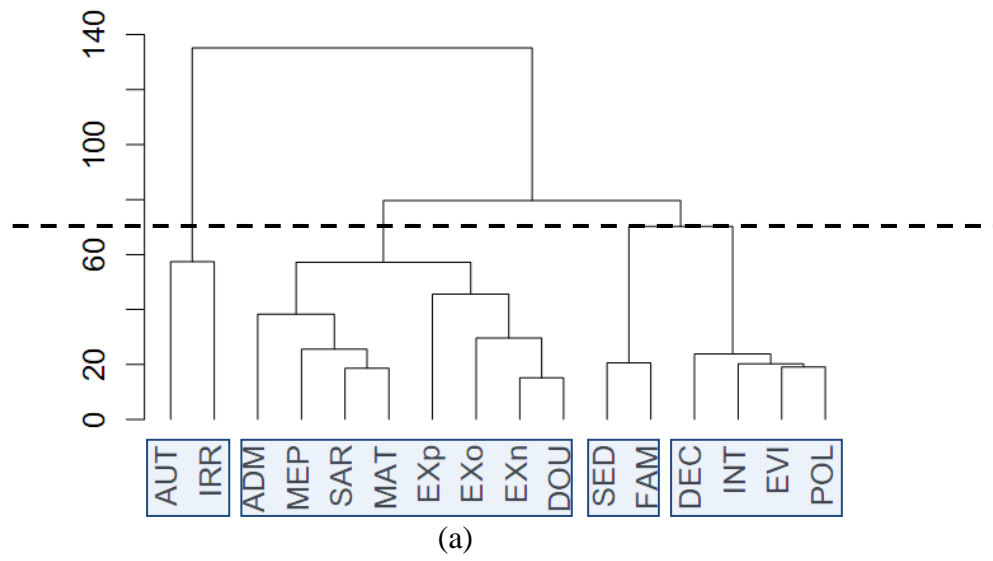 140
100
60
20
0
AUT IRR ADM MEP SAR MAT EXp EXo EXn DOU SED FAM DEC INT EVI POL
(a)